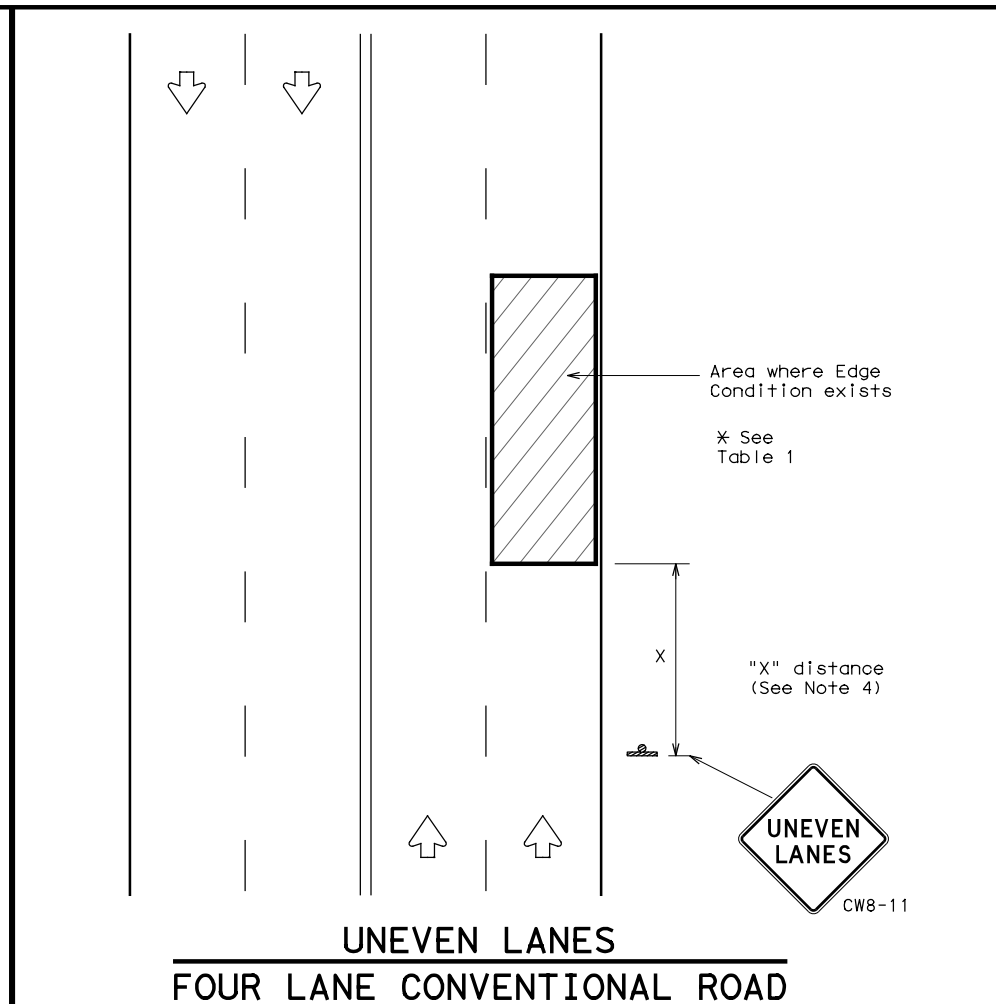 Area where Edge
Condition exists
* See
Table 1
X
"X" distance
(See Note 4)
UNEVEN
LANES
CW8-11
UNEVEN LANES
FOUR LANE CONVENTIONAL ROAD